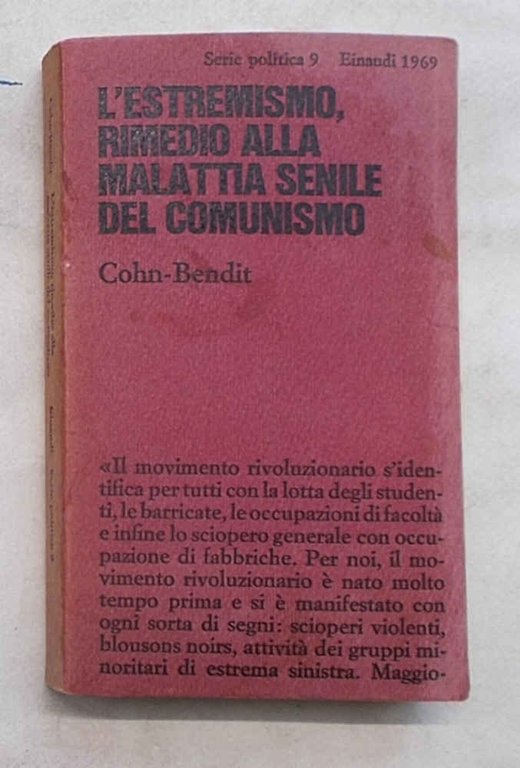 Serie politica 9 Einaudi 1969
L'ESTREMISMO,
RIMEDIO ALLA
MALATTIA SENILE
DEL COMUNISMO
Cohn-Bendit
«Il movimento rivoluzionario s'iden-
tifica per tutti con la lotta degli studen-
ti, le barricate, le occupazioni di facoltà
e infine lo sciopero generale con occu-
pazione di fabbriche. Per noi, il mo-
vimento rivoluzionario è nato molto
tempo prima e si è manifestato con
ogni sorta di segni: scioperi violenti,
blousons noirs, attività dei gruppi mi-
noritari di estrema sinistra. Maggio-